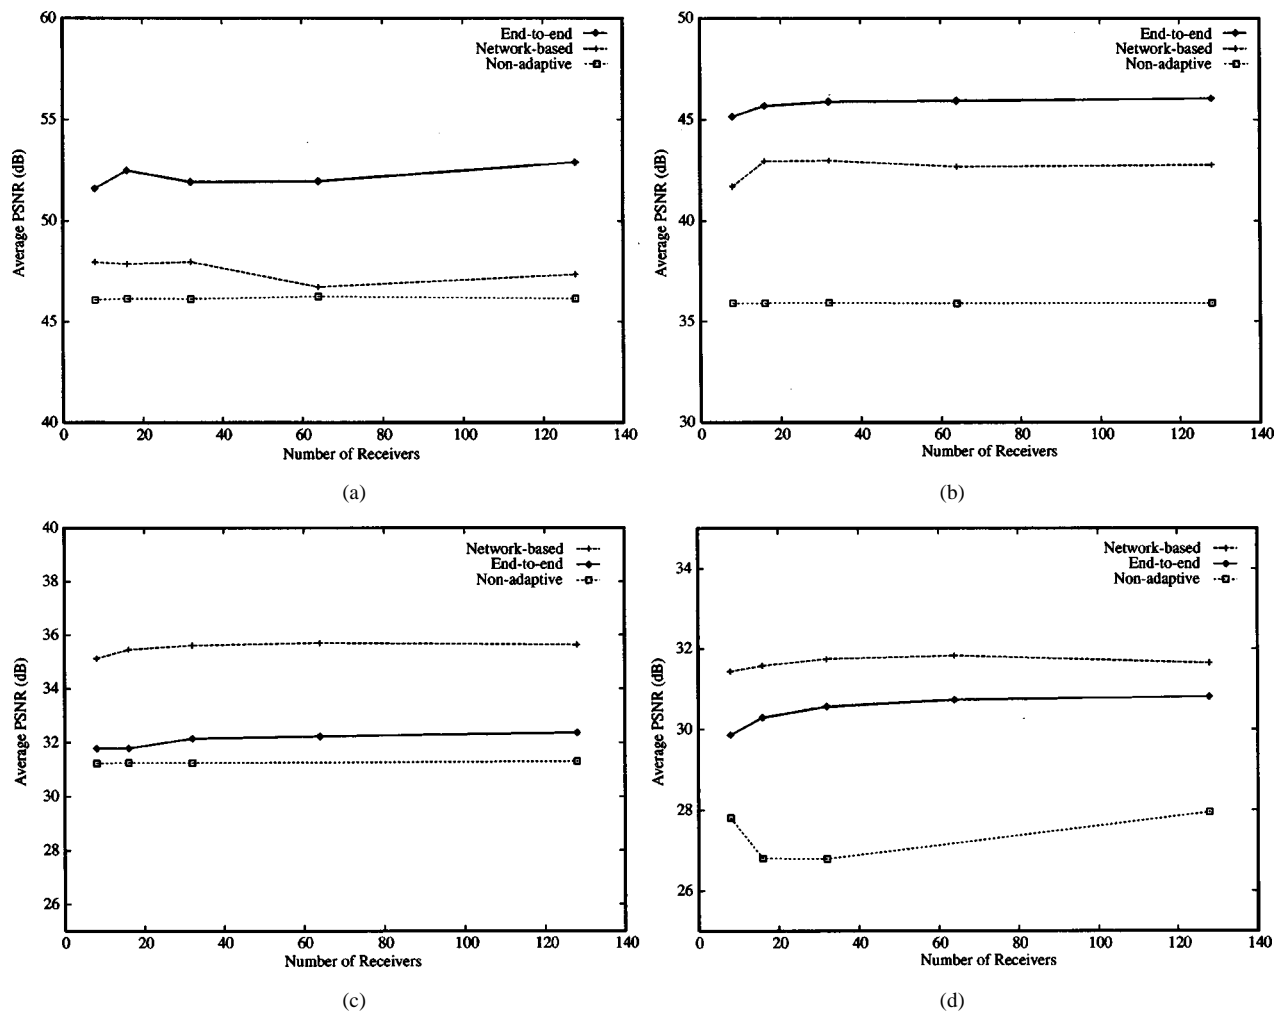 60
55
50
45
40
Average PSNR (dB)
End-to-end
Network-based
Non-adaptive
0 20 40 60 80 100 120 140
Number of Receivers
(a)
50
45
40
35
30
Average PSNR (dB)
End-to-end
Network-based
Non-adaptive
0 20 40 60 80 100 120 140
Number of Receivers
(b)
40
38
36
34
32
30
28
26
Average PSNR (dB)
Network-based
End-to-end
Non-adaptive
0 20 40 60 80 100 120 140
Number of Receivers
(c)
34
32
30
28
26
Average PSNR (dB)
Network-based
End-to-end
Non-adaptive
0 20 40 60 80 100 120 140
Number of Receivers
(d)